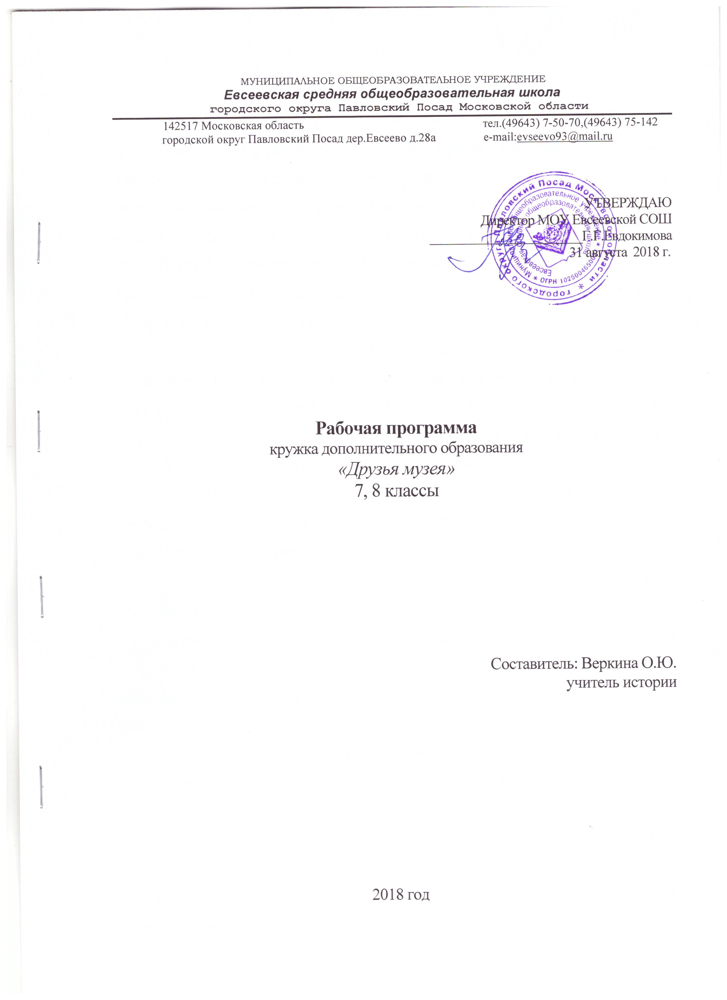 МУНИЦИПАЛЬНОЕ ОБЩЕОБРАЗОВАТЕЛЬНОЕ УЧРЕЖДЕНИЕ
Евсеевская средняя общеобразовательная школа
городского округа Павловский Посад Московской области
142517 Московская область
городской округ Павловский Посад дер.Евсеево д.28а
тел.(49643) 7-50-70,(49643) 75-142
e-mail:evseevo93@mail.ru
УТВЕРЖДАЮ
Директор МОУ Евсеевской СОШ
Г.Г.Евдокимова
31 августа 2018 г.
городского округа Павловский Посад Московской области *
* Муниципальное общеобразовательное учреждение *
Евсеевская средняя общеобразовательная школа
ОГРН
Рабочая программа
кружка дополнительного образования
«Друзья музея»
7, 8 классы
Составитель: Веркина О.Ю.
учитель истории
2018 год